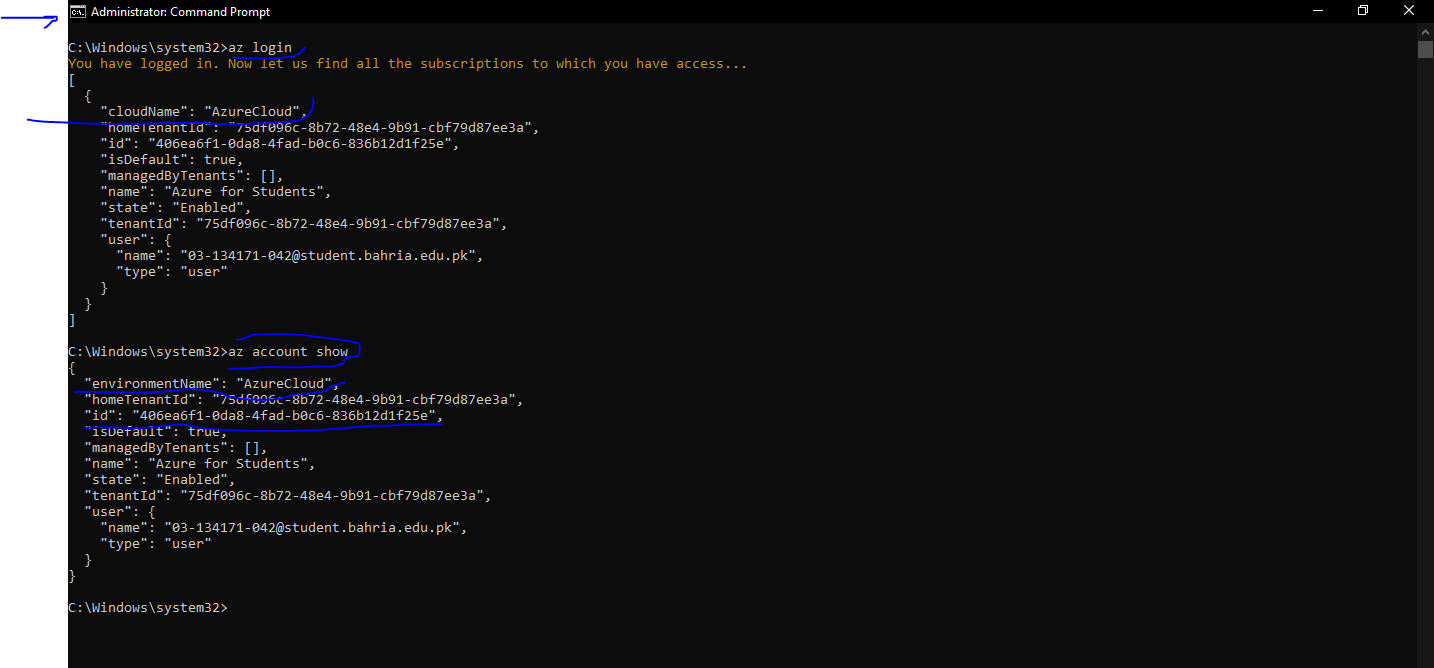 Administrator: Command Prompt
C:\Windows\system32>az login
You have logged in. Now let us find all the subscriptions to which you have access...
[
  {
    "cloudName": "AzureCloud",
    "homeTenantId": "75df096c-8b72-48e4-9b91-cbf79d87ee3a",
    "id": "406ea6f1-0da8-4fad-b0c6-836b12d1f25e",
    "isDefault": true,
    "managedByTenants": [],
    "name": "Azure for Students",
    "state": "Enabled",
    "tenantId": "75df096c-8b72-48e4-9b91-cbf79d87ee3a",
    "user": {
      "name": "03-134171-042@student.bahria.edu.pk",
      "type": "user"
    }
  }
]
C:\Windows\system32>az account show
{
  "environmentName": "AzureCloud",
  "homeTenantId": "75df096c-8b72-48e4-9b91-cbf79d87ee3a",
  "id": "406ea6f1-0da8-4fad-b0c6-836b12d1f25e",
  "isDefault": true,
  "managedByTenants": [],
  "name": "Azure for Students",
  "state": "Enabled",
  "tenantId": "75df096c-8b72-48e4-9b91-cbf79d87ee3a",
  "user": {
    "name": "03-134171-042@student.bahria.edu.pk",
    "type": "user"
  }
}
C:\Windows\system32>